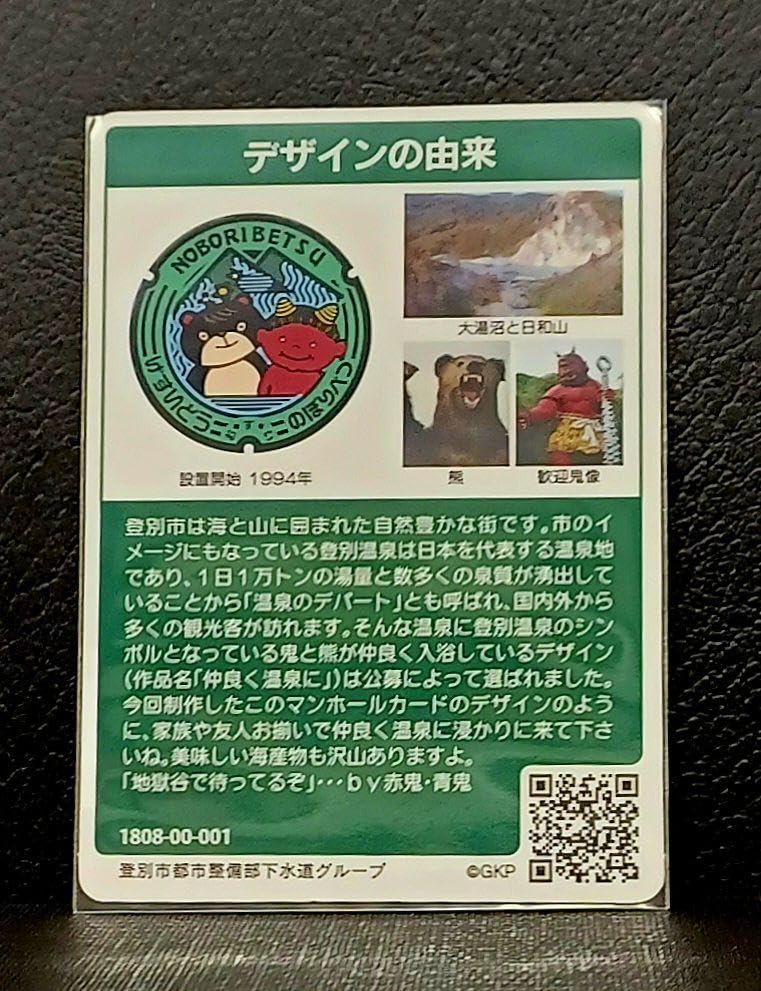 デザインの由来
NOBORIBETSU
げすいどう
のぼりべつし
大湯沼と日和山
設置開始 1994年
熊
歓迎鬼像
登別市は海と山に囲まれた自然豊かな街です。市のイ
メージにもなっている登別温泉は日本を代表する温泉地
であり、1日1万トンの湯量と数多くの泉質が湧出して
いることから「温泉のデパート」とも呼ばれ、国内外から
多くの観光客が訪れます。そんな温泉に登別温泉のシン
ボルとなっている鬼と熊が仲良く入浴しているデザイン
(作品名「仲良く温泉に」)は公募によって選ばれました。
今回制作したこのマンホールカードのデザインのよう
に、家族や友人お揃いで仲良く温泉に浸かりに来て下さ
いね。美味しい海産物も沢山ありますよ。
「地獄谷で待ってるぞ」…by赤鬼・青鬼
1808-00-001
登別市都市整備部下水道グループ
©GKP